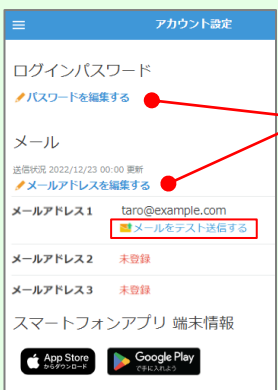 アカウント設定
ログインパスワード
パスワードを編集する
メール
送信状況 2022/12/23 00:00 更新
メールアドレスを編集する
メールアドレス1 taro@example.com
メールをテスト送信する
メールアドレス2 未登録
メールアドレス3 未登録
スマートフォンアプリ 端末情報
App Store
からダウンロード
Google Play
で手に入れよう